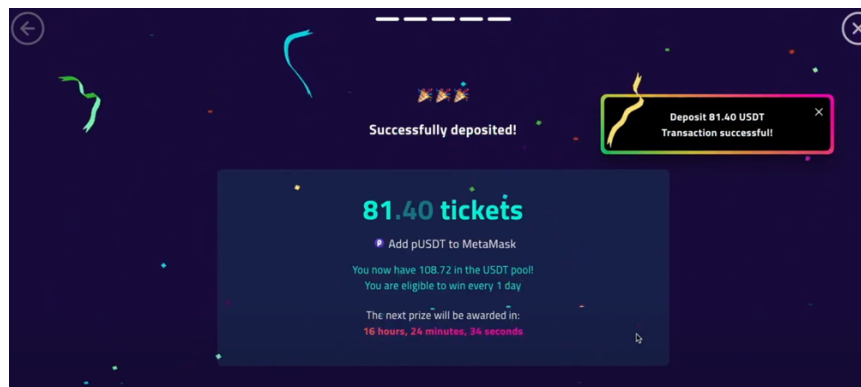 Deposit 81.40 USDT
Transaction successful!
Successfully deposited!
81.40 tickets
Add pUSDT to MetaMask
You now have 108.72 in the USDT pool!
You are eligible to win every 1 day
The next prize will be awarded in:
16 hours, 24 minutes, 34 seconds